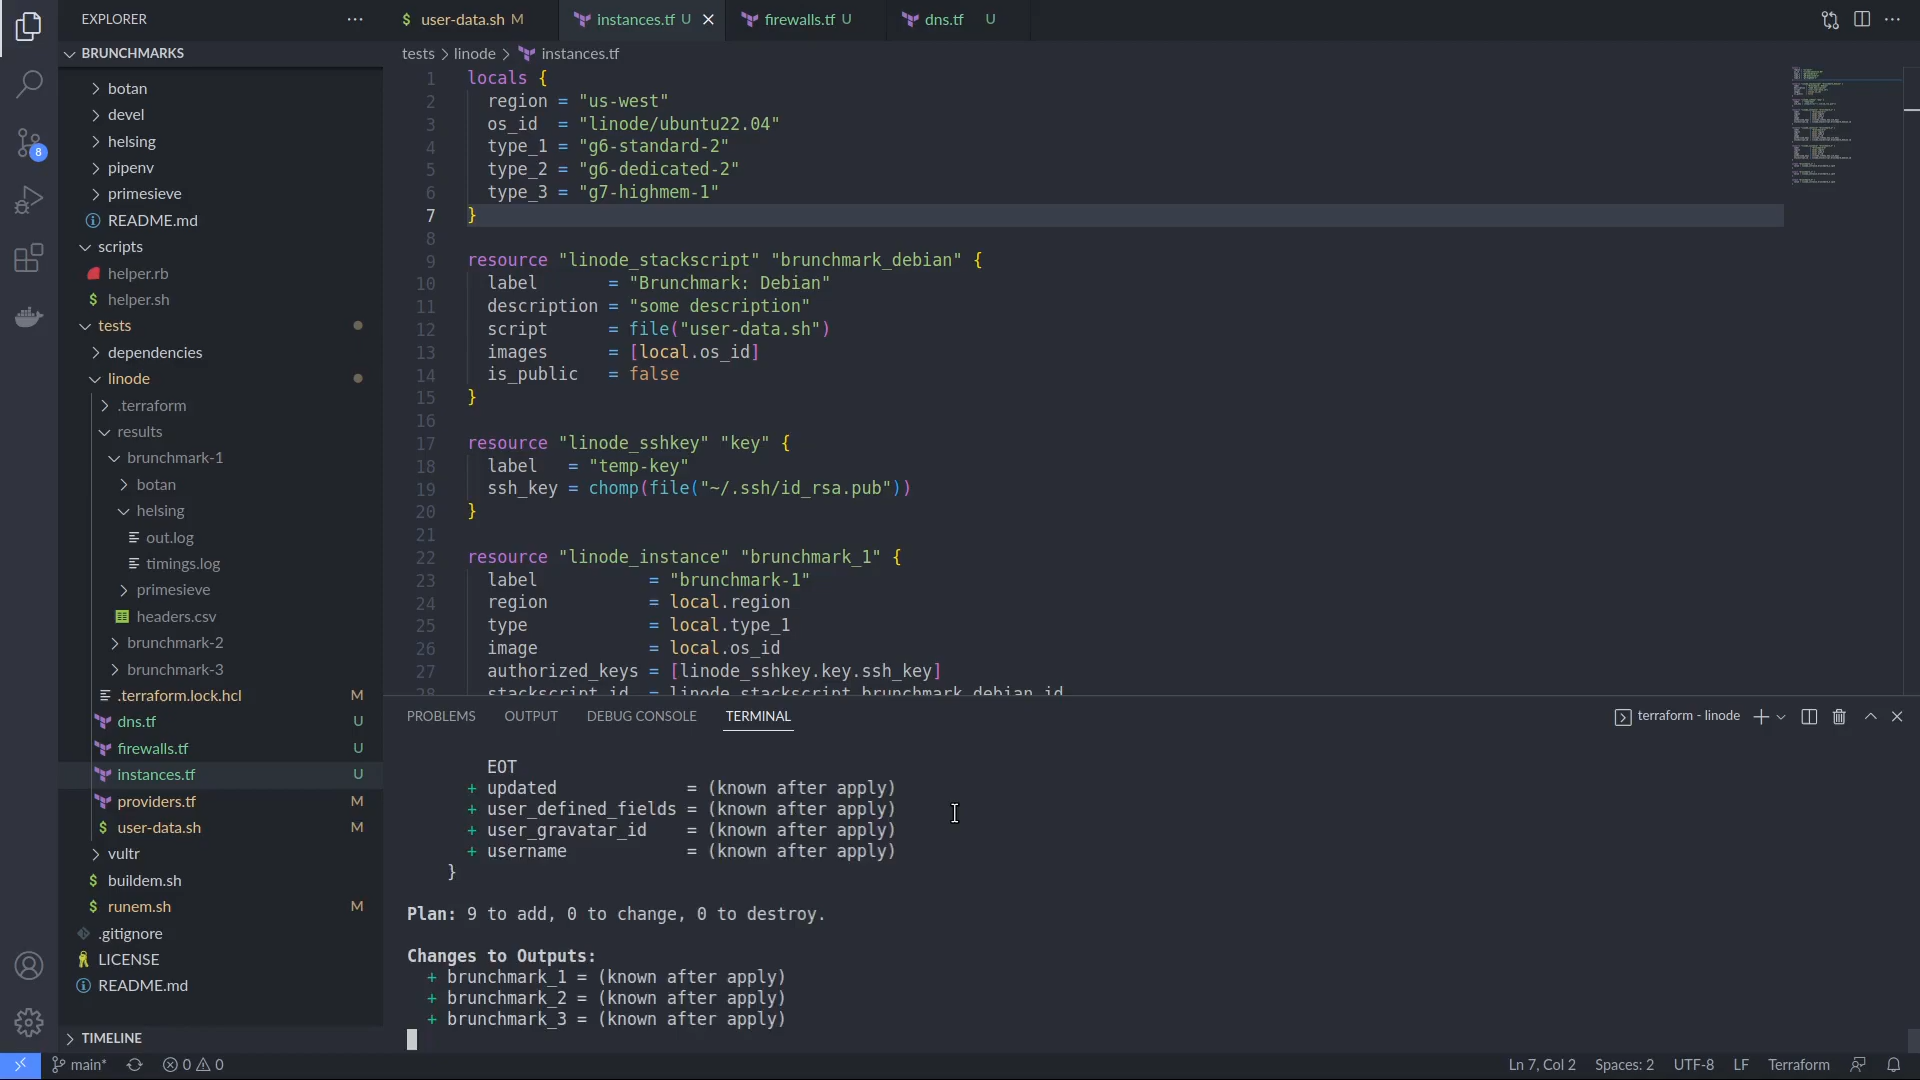 EXPLORER
BRUNCHMARKS
botan
devel
helsing
pipenv
primesieve
README.md
scripts
helper.rb
$ helper.sh
tests
dependencies
linode
.terraform
results
brunchmark-1
botan
helsing
out.log
timings.log
primesieve
headers.csv
brunchmark-2
brunchmark-3
.terraform.lock.hcl M
dns.tf U
firewalls.tf U
instances.tf U
providers.tf M
$ user-data.sh M
vultr
$ buildem.sh
$ runem.sh M
.gitignore
LICENSE
README.md
TIMELINE
8
$ user-data.sh M
instances.tf U
firewalls.tf U
dns.tf U
tests > linode > instances.tf
1 locals {
2 region = "us-west"
3 os_id = "linode/ubuntu22.04"
4 type_1 = "g6-standard-2"
5 type_2 = "g6-dedicated-2"
6 type_3 = "g7-highmem-1"
7 }
8
9 resource "linode_stackscript" "brunchmark_debian" {
10 label = "Brunchmark: Debian"
11 description = "some description"
12 script = file("user-data.sh")
13 images = [local.os_id]
14 is_public = false
15 }
16
17 resource "linode_sshkey" "key" {
18 label = "temp-key"
19 ssh_key = chomp(file("~/.ssh/id_rsa.pub"))
20 }
21
22 resource "linode_instance" "brunchmark_1" {
23 label = "brunchmark-1"
24 region = local.region
25 type = local.type_1
26 image = local.os_id
27 authorized_keys = [linode_sshkey.key.ssh_key]
28 stackscript_id = linode_stackscript.brunchmark_debian.id
PROBLEMS OUTPUT DEBUG CONSOLE TERMINAL
terraform - linode
EOT
+ updated = (known after apply)
+ user_defined_fields = (known after apply)
+ user_gravatar_id = (known after apply)
+ username = (known after apply)
}
Plan: 9 to add, 0 to change, 0 to destroy.
Changes to Outputs:
+ brunchmark_1 = (known after apply)
+ brunchmark_2 = (known after apply)
+ brunchmark_3 = (known after apply)
main* 0 0
Ln 7, Col 2 Spaces: 2 UTF-8 LF Terraform